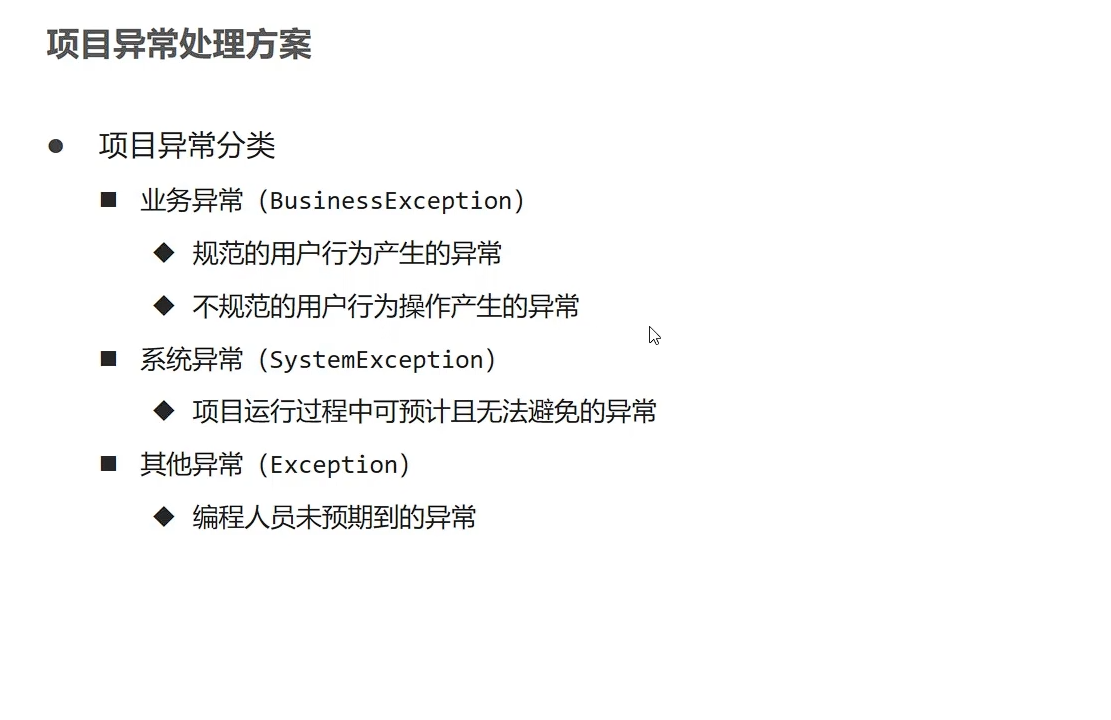 项目异常处理方案
● 项目异常分类
■ 业务异常（BusinessException）
◆ 规范的用户行为产生的异常
◆ 不规范的用户行为操作产生的异常
■ 系统异常（SystemException）
◆ 项目运行过程中可预计且无法避免的异常
■ 其他异常（Exception）
◆ 编程人员未预期到的异常